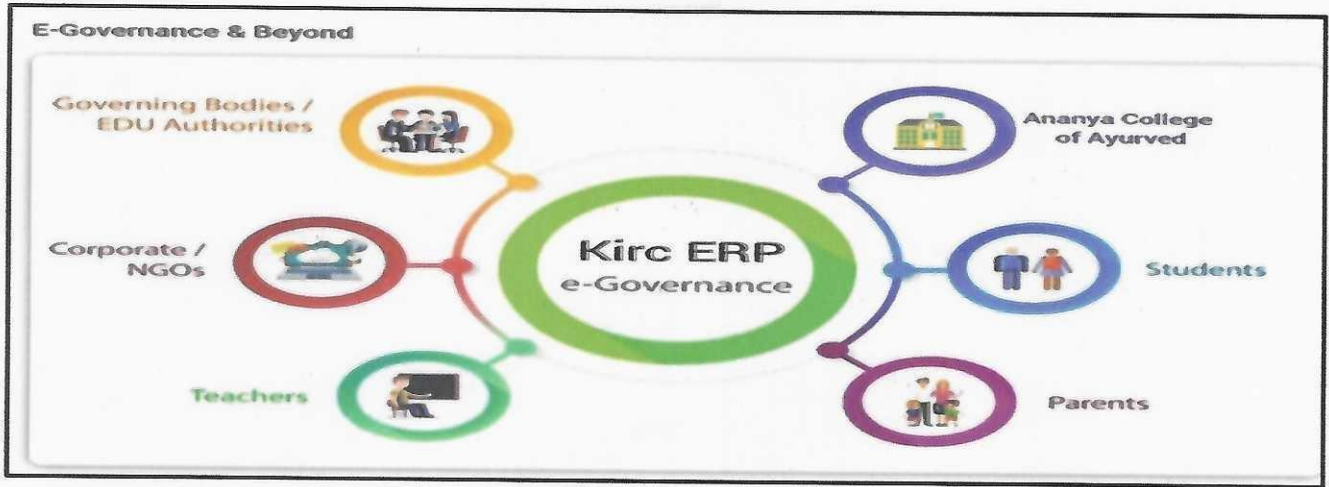 E-Governance & Beyond
Governing Bodies /
EDU Authorities
Ananya College
of Ayurved
Kirc ERP
e-Governance
Corporate /
NGOs
Students
Teachers
Parents